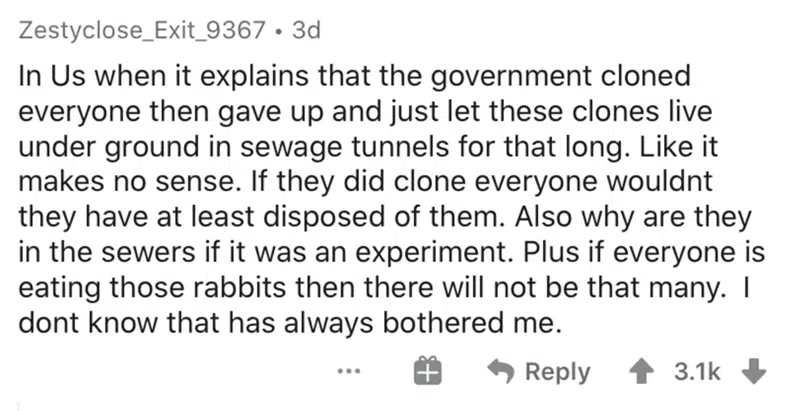 Zestyclose_Exit_9367 • 3d
In Us when it explains that the government cloned
everyone then gave up and just let these clones live
under ground in sewage tunnels for that long. Like it
makes no sense. If they did clone everyone wouldnt
they have at least disposed of them. Also why are they
in the sewers if it was an experiment. Plus if everyone is
eating those rabbits then there will not be that many. I
dont know that has always bothered me.
Reply 3.1k